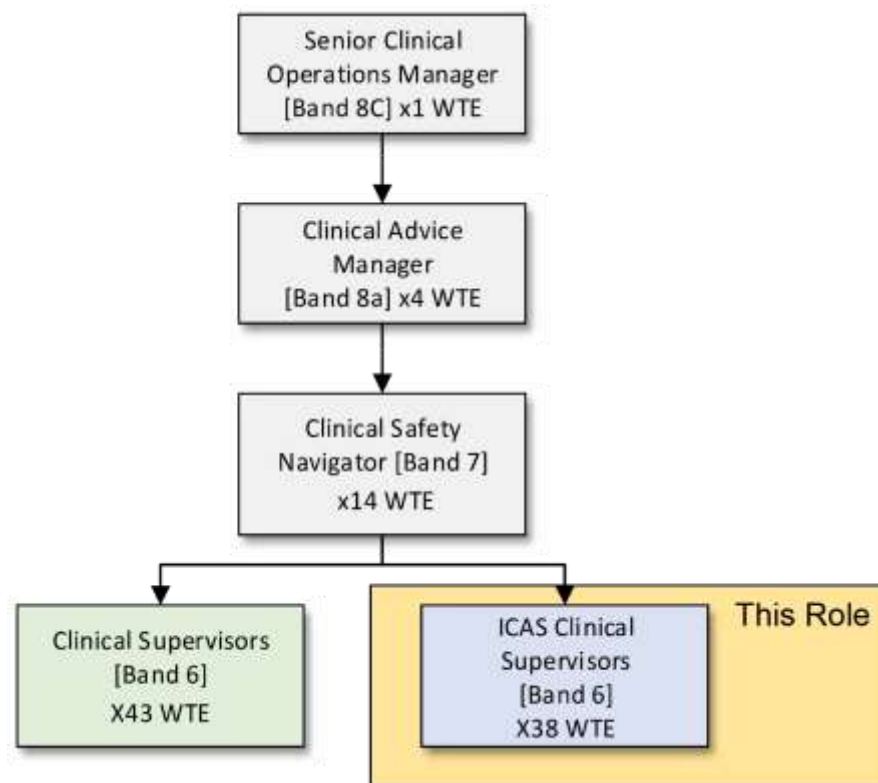 Senior Clinical
Operations Manager
[Band 8C] x1 WTE
Clinical Advice
Manager
[Band 8a] x4 WTE
Clinical Safety
Navigator [Band 7]
x14 WTE
Clinical Supervisors
[Band 6]
X43 WTE
ICAS Clinical
Supervisors
[Band 6]
X38 WTE
This Role